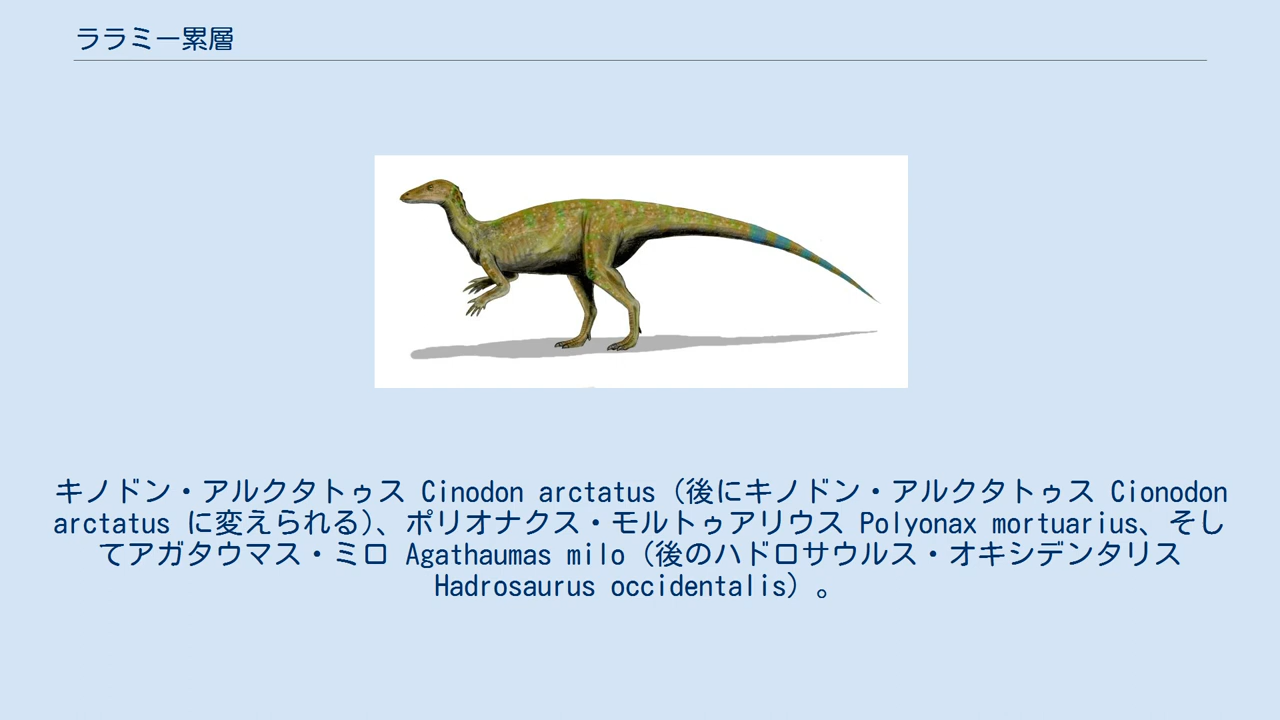 ララミー累層
キノドン・アルクタトゥス Cinodon arctatus (後にキノドン・アルクタトゥス Cionodon
arctatus に変えられる)、ポリオナクス・モルトゥアリウス Polyonax mortuarius、そし
てアガタウマス・ミロ Agathaumas milo (後のハドロサウルス・オキシデンタリス
Hadrosaurus occidentalis) 。